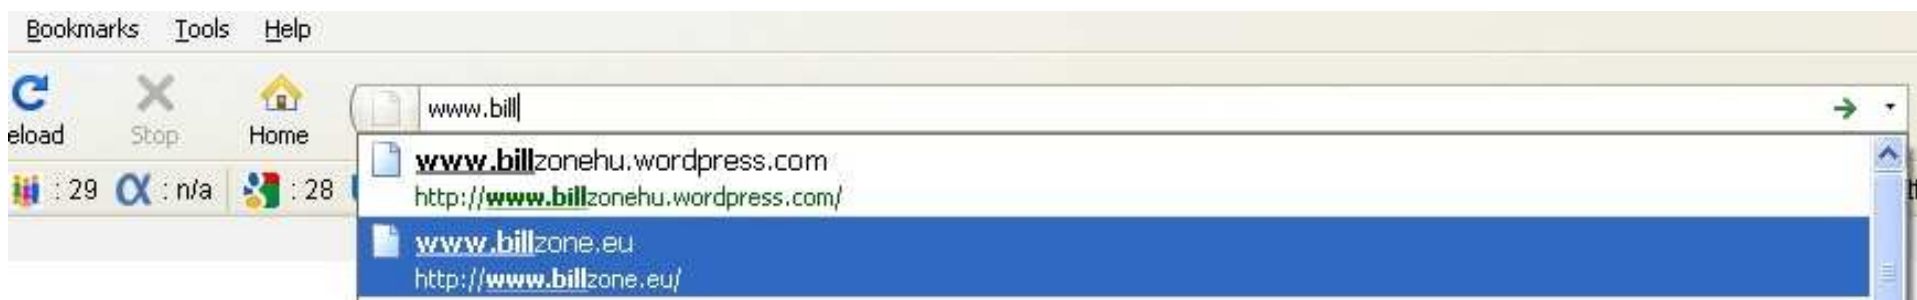 Bookmarks Tools Help
www.bill
eload Stop Home
www.billzonehu.wordpress.com
: 29 : n/a : 28
http://www.billzonehu.wordpress.com/
www.billzone.eu
http://www.billzone.eu/